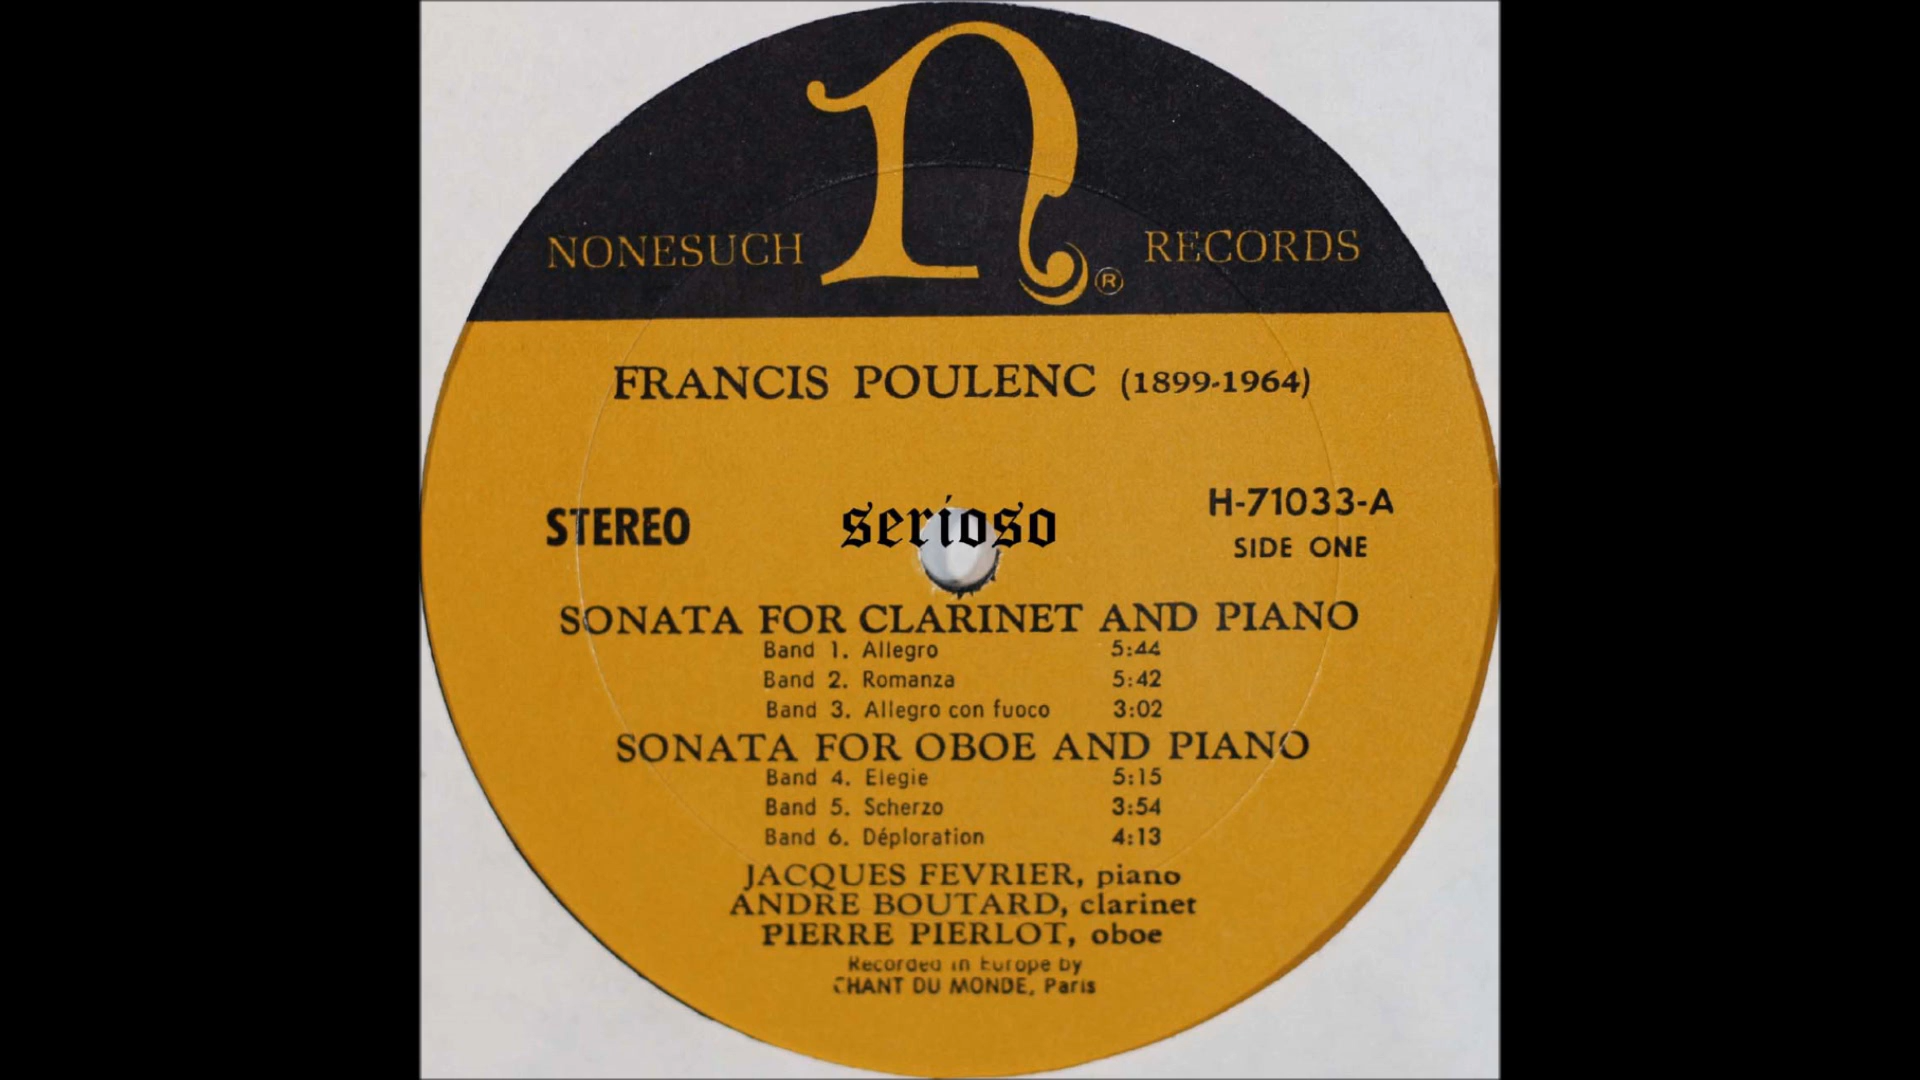 n
NONESUCH RECORDS
®
FRANCIS POULENC (1899-1964)
STEREO
serioso
H-71033-A
SIDE ONE
SONATA FOR CLARINET AND PIANO
Band 1. Allegro 5:44
Band 2. Romanza 5:42
Band 3. Allegro con fuoco 3:02
SONATA FOR OBOE AND PIANO
Band 4. Elegie 5:15
Band 5. Scherzo 3:54
Band 6. Déploration 4:13
JACQUES FEVRIER, piano
ANDRE BOUTARD, clarinet
PIERRE PIERLOT, oboe
Recorded in Europe by
CHANT DU MONDE, Paris